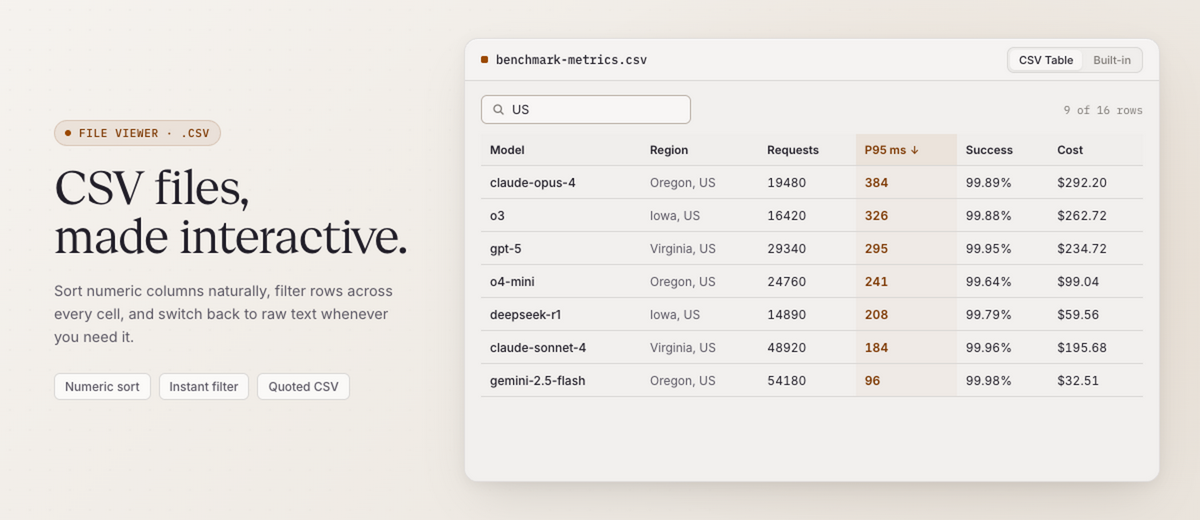 FILE VIEWER · .CSV
CSV files,
made interactive.
Sort numeric columns naturally, filter rows across
every cell, and switch back to raw text whenever
you need it.
Numeric sort Instant filter Quoted CSV
benchmark-metrics.csv CSV Table Built-in
US 9 of 16 rows
Model Region Requests P95 ms ↓ Success Cost
claude-opus-4 Oregon, US 19480 384 99.89% $292.20
o3 Iowa, US 16420 326 99.88% $262.72
gpt-5 Virginia, US 29340 295 99.95% $234.72
o4-mini Oregon, US 24760 241 99.64% $99.04
deepseek-r1 Iowa, US 14890 208 99.79% $59.56
claude-sonnet-4 Virginia, US 48920 184 99.96% $195.68
gemini-2.5-flash Oregon, US 54180 96 99.98% $32.51